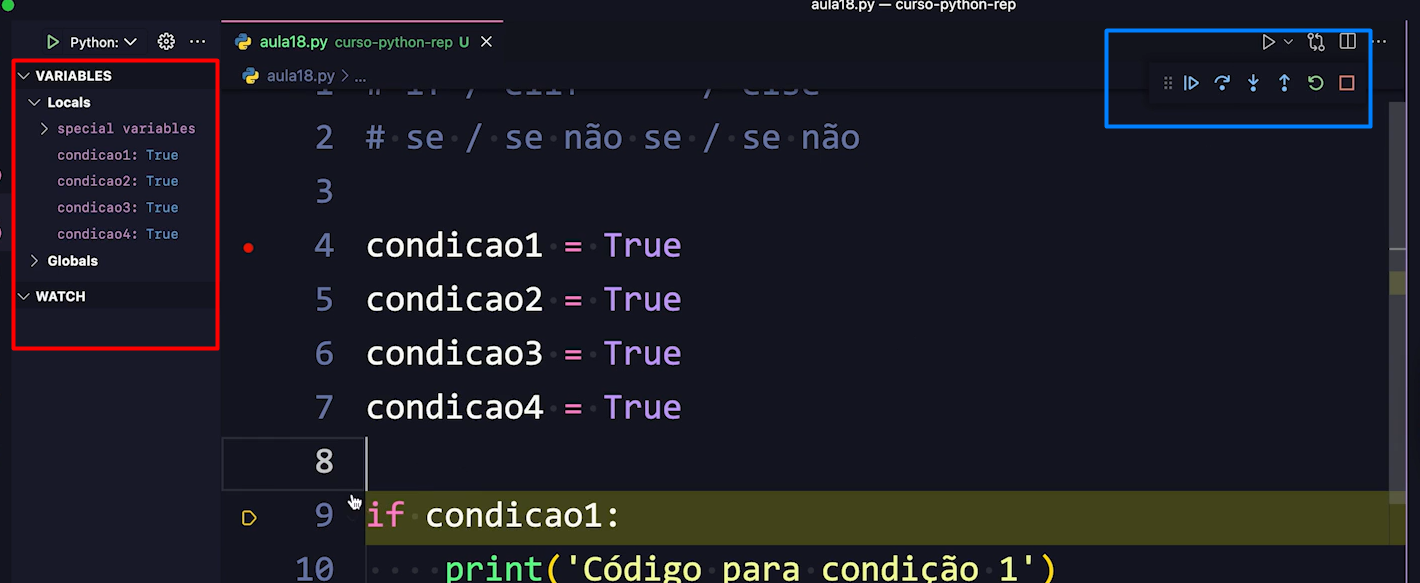 aula18.py — curso-python-rep
Python:
aula18.py curso-python-rep U
VARIABLES
aula18.py > ...
Locals
special variables
condicao1: True
condicao2: True
condicao3: True
condicao4: True
Globals
WATCH
1 # if / elif / else
2 # se / se não se / se não
3
4 condicao1 = True
5 condicao2 = True
6 condicao3 = True
7 condicao4 = True
8
9 if condicao1:
10 print('Código para condição 1')